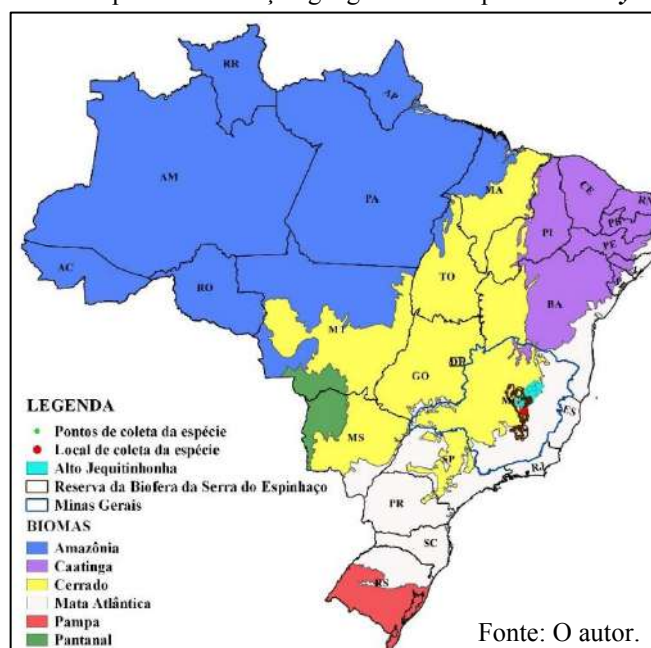 RR
AP
AM
PA
MA
CE
RN
PB
PE
PI
AC
RO
TO
BA
MT
DF
GO
MS
ES
SP
RJ
PR
SC
RS
LEGENDA
Pontos de coleta da espécie
Local de coleta da espécie
Alto Jequitinhonha
Reserva da Biofera da Serra do Espinhaço
Minas Gerais
BIOMAS
Amazônia
Caatinga
Cerrado
Mata Atlântica
Pampa
Pantanal
Fonte: O autor.